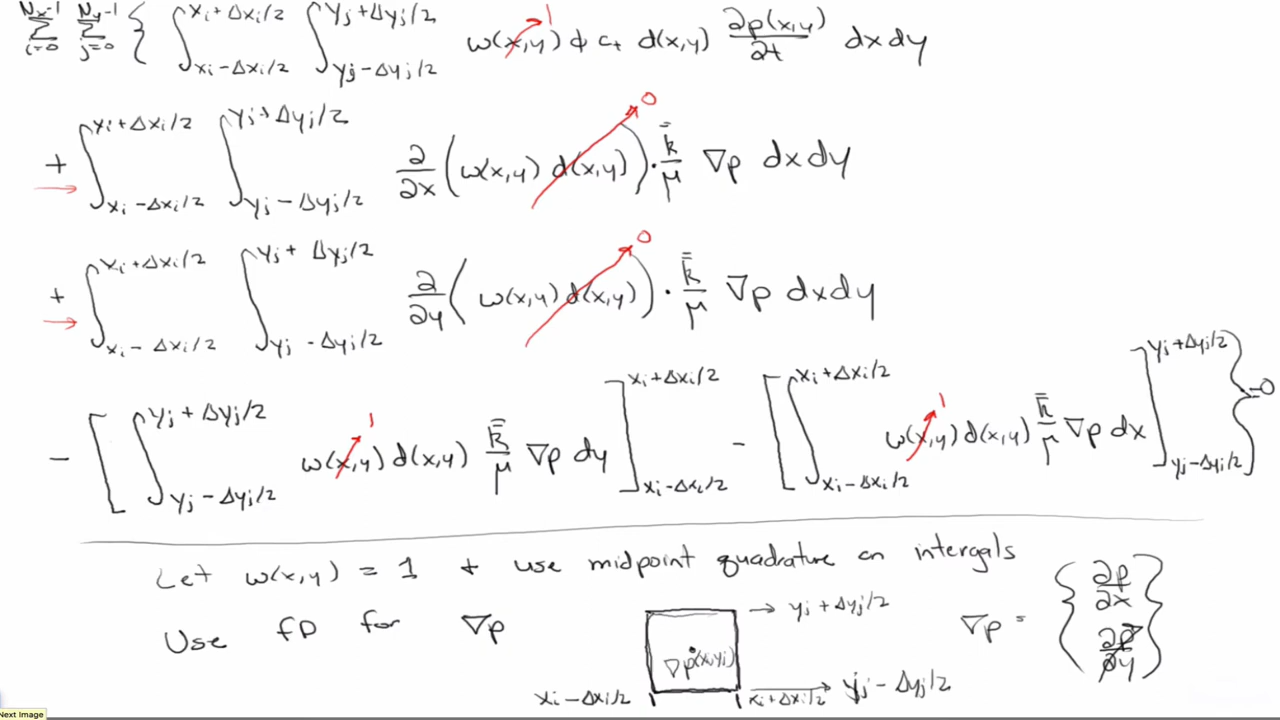 ∑_{i=0}^{Nx-1} ∑_{j=0}^{Ny-1} { ∫_{xi-Δxi/2}^{xi+Δxi/2} ∫_{yj-Δyj/2}^{yj+Δyj/2} w(x,y)↗1 ϕ ct d(x,y) ∂p(x,y)/∂t dx dy
+ ∫_{xi-Δxi/2}^{xi+Δxi/2} ∫_{yj-Δyj/2}^{yj+Δyj/2} ∂/∂x (w(x,y) d(x,y))↗0 · k̿/μ ∇p dx dy
+ ∫_{xi-Δxi/2}^{xi+Δxi/2} ∫_{yj-Δyj/2}^{yj+Δyj/2} ∂/∂y (w(x,y) d(x,y))↗0 · k̿/μ ∇p dx dy
- [ ∫_{yj-Δyj/2}^{yj+Δyj/2} w(x,y)↗1 d(x,y) k̿/μ ∇p dy ]_{xi-Δxi/2}^{xi+Δxi/2} - [ ∫_{xi-Δxi/2}^{xi+Δxi/2} w(x,y)↗1 d(x,y) k̿/μ ∇p dx ]_{yj-Δyj/2}^{yj+Δyj/2} } =0
Let w(x,y) = 1 + use midpoint quadrature on intergals
Use FD for ∇p
→ yj + Δyj/2
∇p = { ∂p/∂x ∂p/∂y }
∇p(xi,yj)
xi-Δxi/2 xi+Δxi/2 → yj - Δyj/2
Next Image